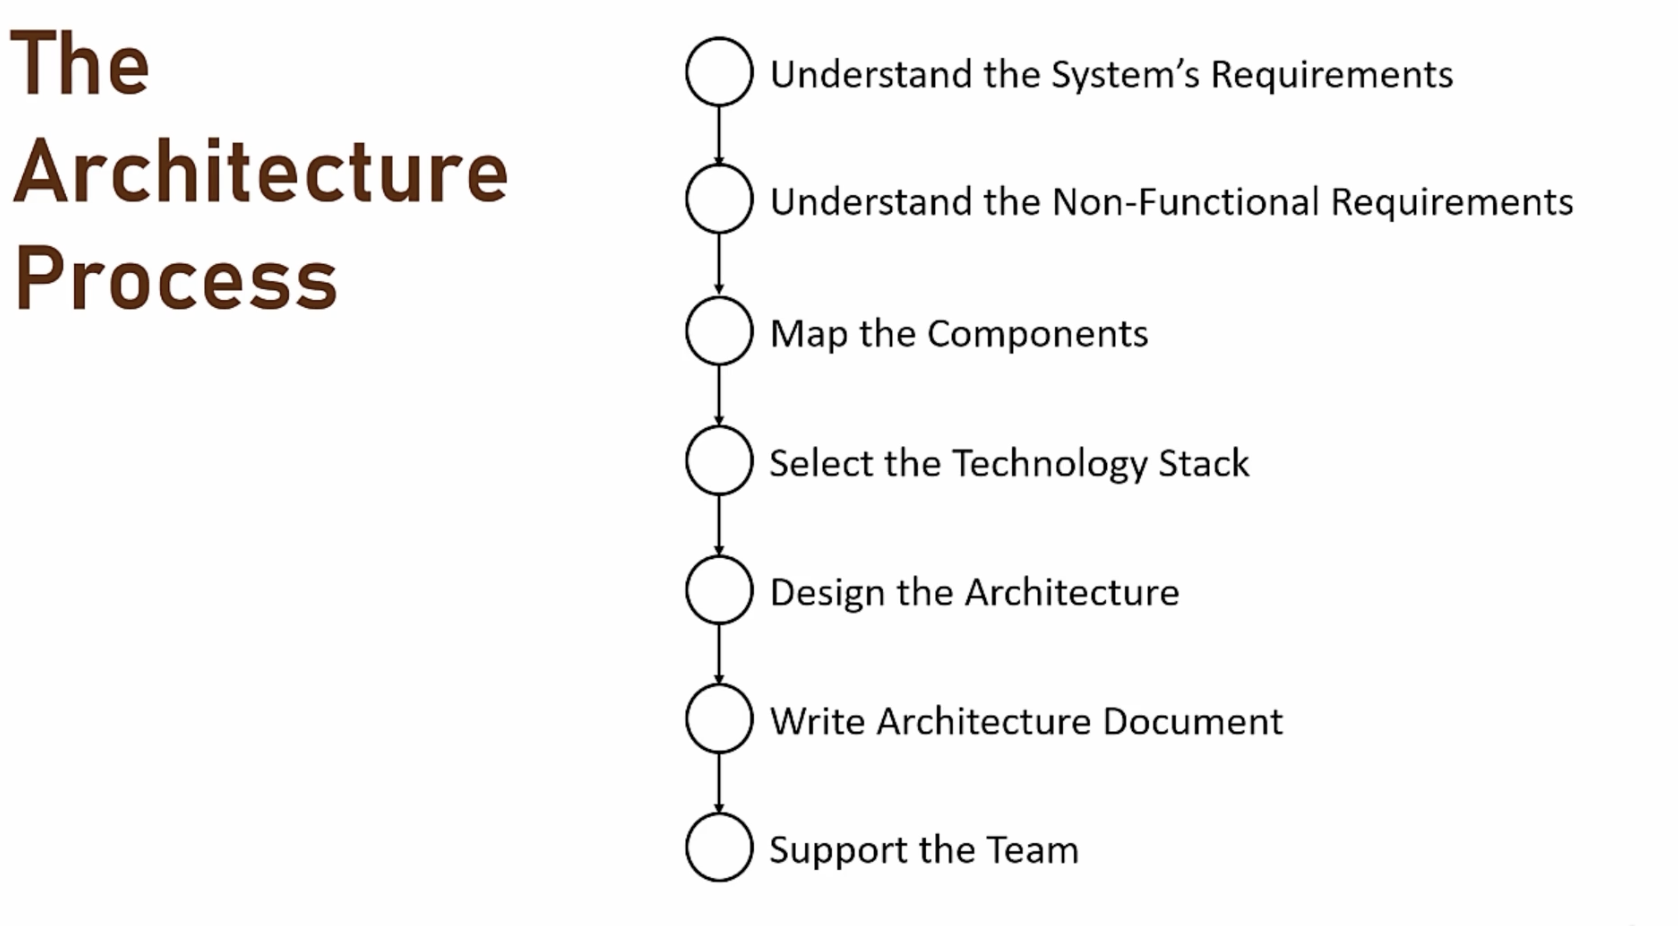 The
Architecture
Process
Understand the System’s Requirements
Understand the Non-Functional Requirements
Map the Components
Select the Technology Stack
Design the Architecture
Write Architecture Document
Support the Team